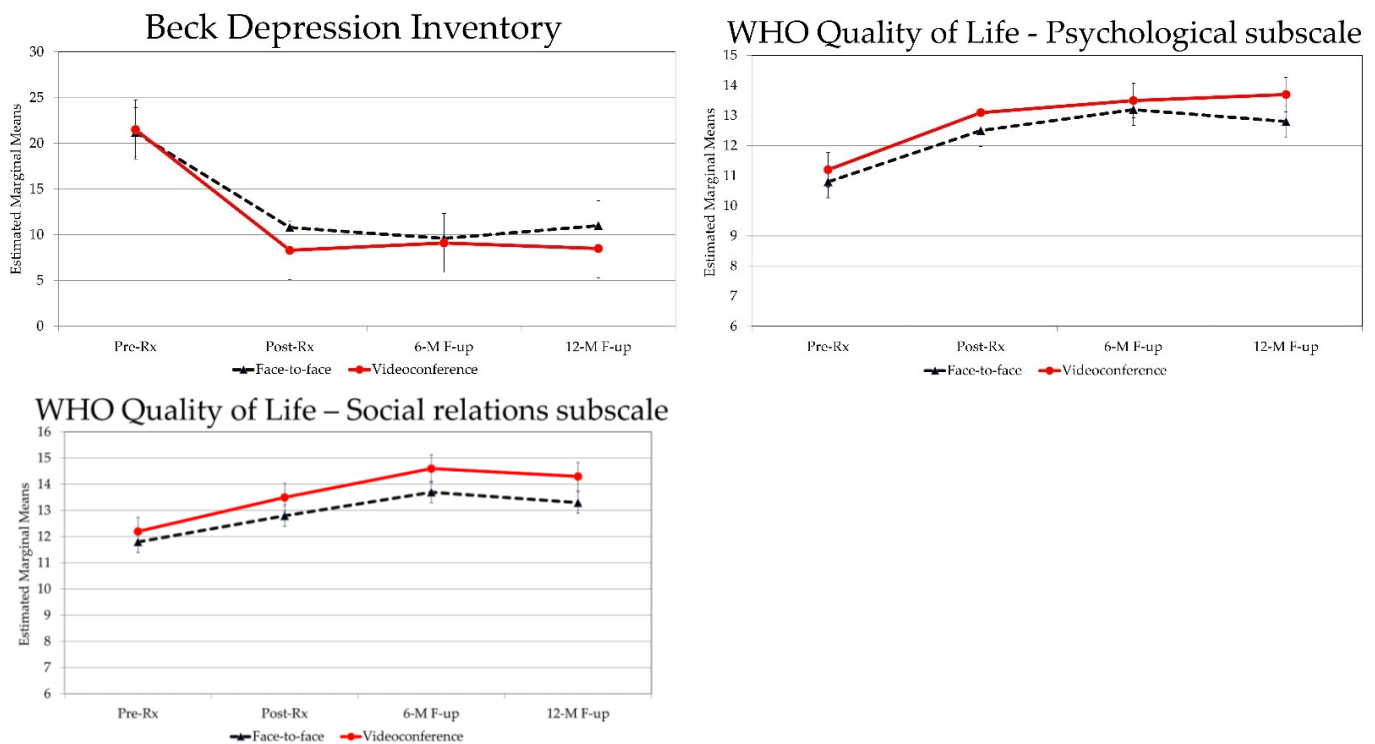 Beck Depression Inventory
Estimated Marginal Means
30
25
20
15
10
5
0
Pre-Rx Post-Rx 6-M F-up 12-M F-up
Face-to-face Videoconference
WHO Quality of Life - Psychological subscale
Estimated Marginal Means
15
14
13
12
11
10
9
8
7
6
Pre-Rx Post-Rx 6-M F-up 12-M F-up
Face-to-face Videoconference
WHO Quality of Life – Social relations subscale
Estimated Marginal Means
16
15
14
13
12
11
10
9
8
7
6
Pre-Rx Post-Rx 6-M F-up 12-M F-up
Face-to-face Videoconference